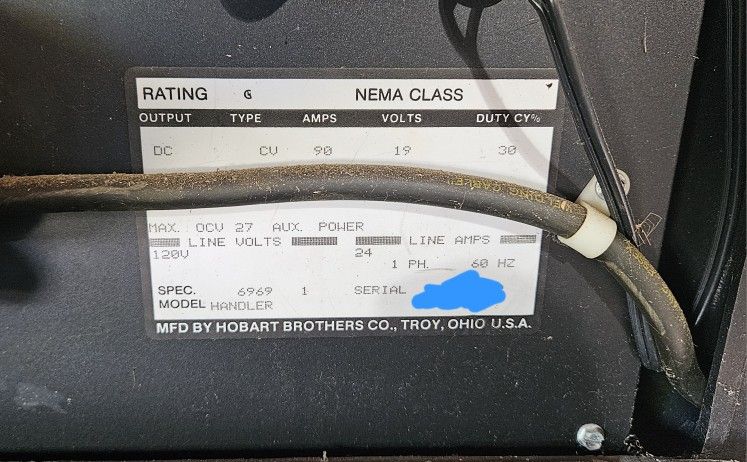 RATING G NEMA CLASS
OUTPUT TYPE AMPS VOLTS DUTY CY%
DC CV 90 19 30
WELDING CABLE
MAX. OCV 27 AUX. POWER
LINE VOLTS LINE AMPS
120V 24
1 PH. 60 HZ
SPEC. 6969 1 SERIAL
MODEL HANDLER
MFD BY HOBART BROTHERS CO., TROY, OHIO U.S.A.